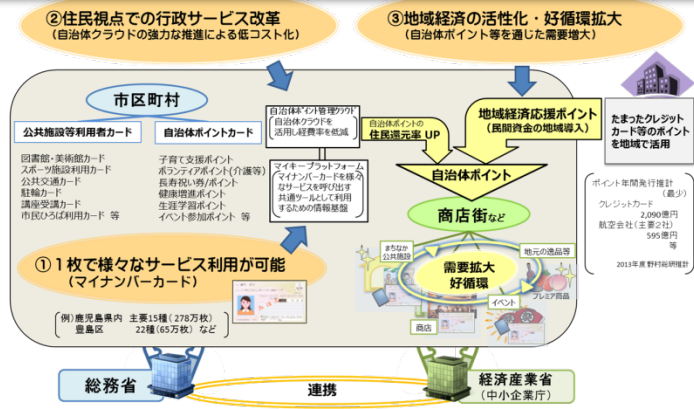 ②住民視点での行政サービス改革
(自治体クラウドの強力な推進による低コスト化)
③地域経済の活性化・好循環拡大
(自治体ポイント等を通じた需要増大)
市区町村
公共施設等利用者カード
図書館・美術館カード
スポーツ施設利用カード
公共交通カード
駐輪カード
講座受講カード
市民ひろば利用カード 等
自治体ポイントカード
子育て支援ポイント
ボランティアポイント(介護等)
長寿祝い券/ポイント
健康増進ポイント
生涯学習ポイント
イベント参加ポイント 等
自治体ポイント管理クラウド
自治体クラウドを
活用し経費率を低減
マイキープラットフォーム
マイナンバーカードを様々
なサービスを呼び出す
共通ツールとして利用
するための情報基盤
自治体ポイントの
住民還元率 UP
地域経済応援ポイント
(民間資金の地域導入)
自治体ポイント
たまったクレジット
カード等のポイント
を地域で活用
ポイント年間発行推計
(最少)
クレジットカード
2,090億円
航空会社(主要2社)
595億円
等
2013年度野村総研推計
商店街など
まちなか
公共施設
地元の逸品等
需要拡大
好循環
プレミア商品
イベント
商店
①1枚で様々なサービス利用が可能
(マイナンバーカード)
(例)鹿児島県内 主要15種(278万枚)
豊島区 22種(65万枚) など
総務省
連携
経済産業省
(中小企業庁)